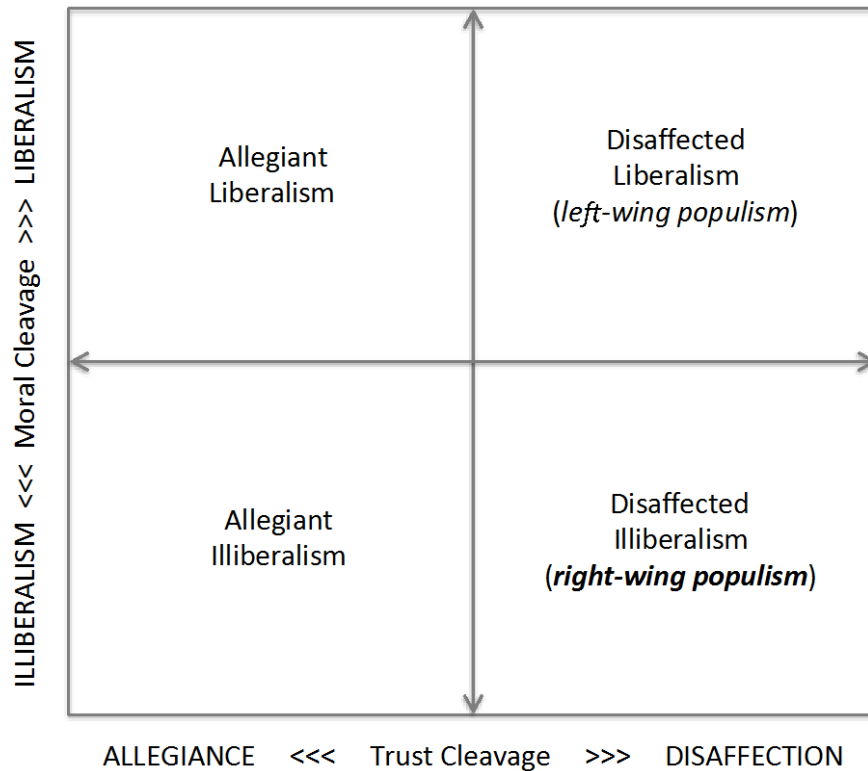 ILLIBERALISM <<< Moral Cleavage >>> LIBERALISM
Allegiant
Liberalism
Disaffected
Liberalism
(left-wing populism)
Allegiant
Illiberalism
Disaffected
Illiberalism
(right-wing populism)
ALLEGIANCE <<< Trust Cleavage >>> DISAFFECTION